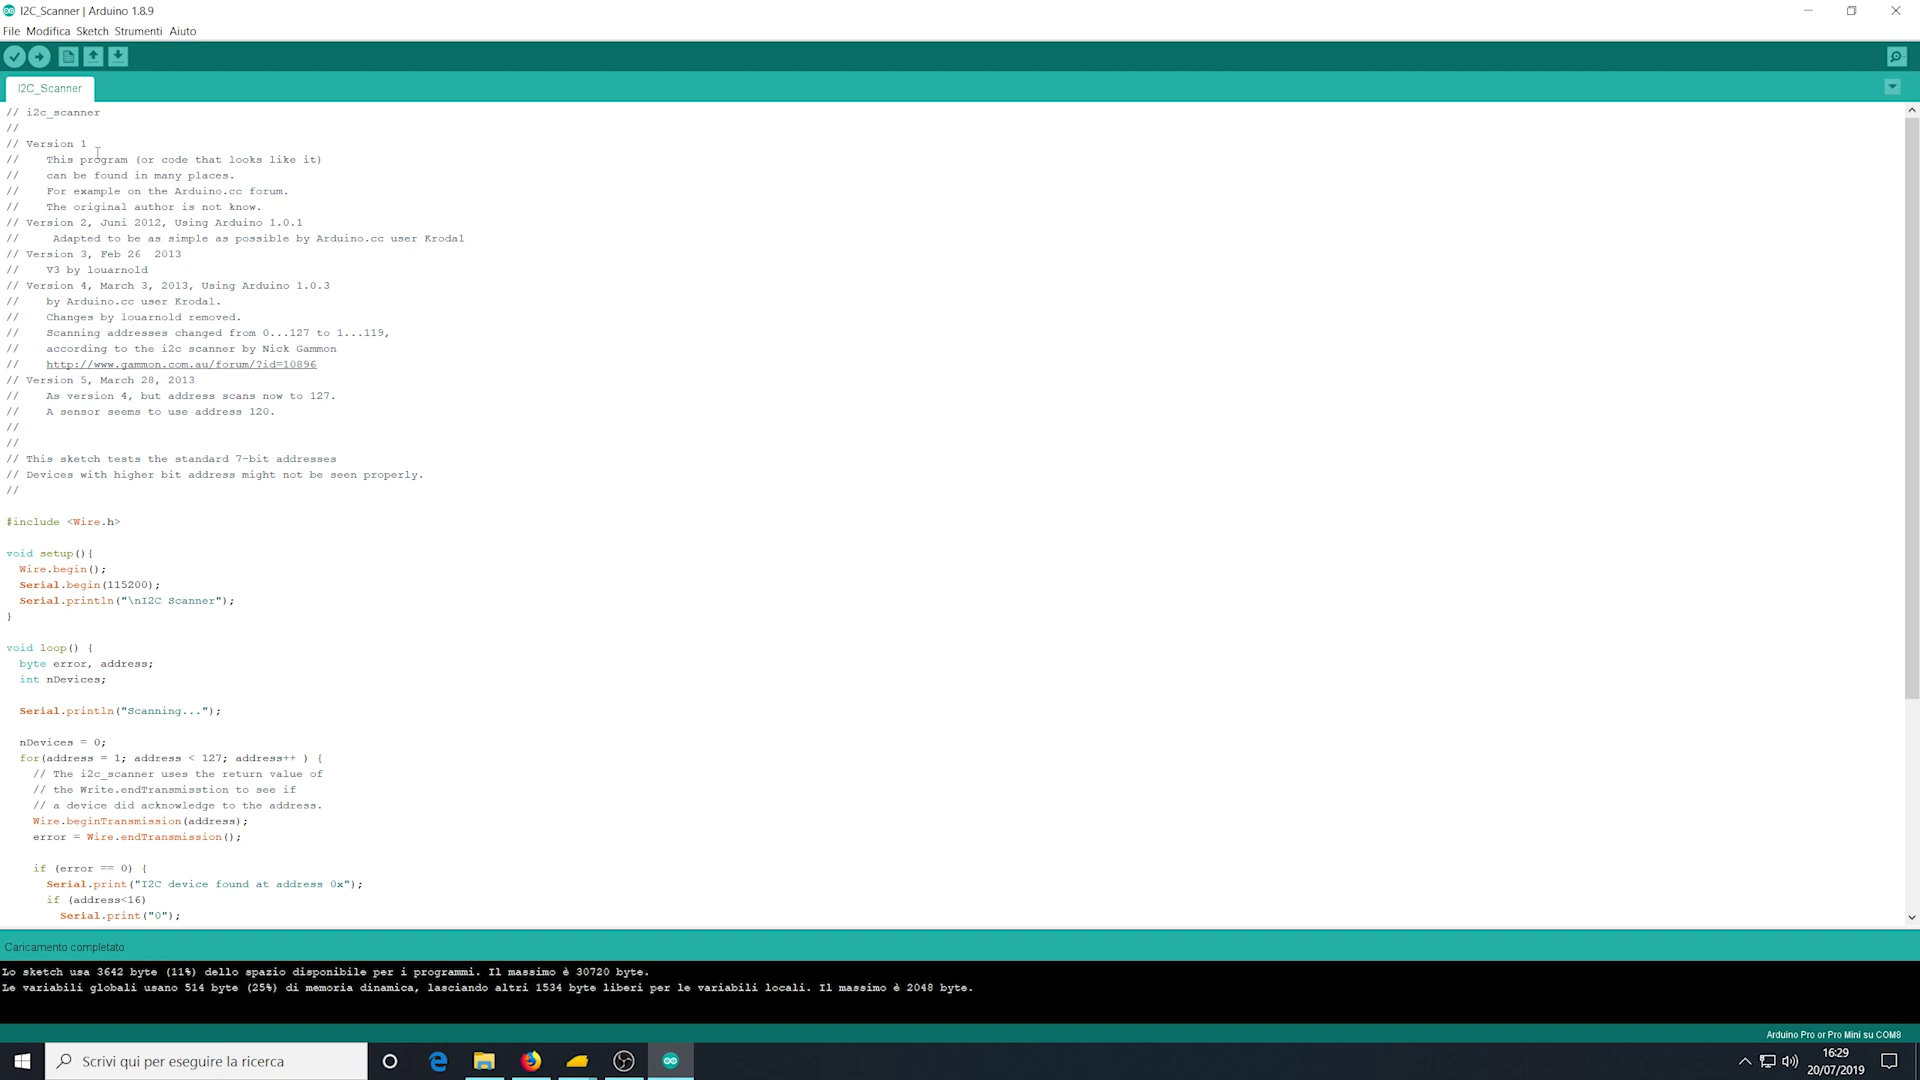 I2C_Scanner | Arduino 1.8.9
File Modifica Sketch Strumenti Aiuto
I2C_Scanner
// i2c_scanner
//
// Version 1
//    This program (or code that looks like it)
//    can be found in many places.
//    For example on the Arduino.cc forum.
//    The original author is not know.
// Version 2, Juni 2012, Using Arduino 1.0.1
//     Adapted to be as simple as possible by Arduino.cc user Krodal
// Version 3, Feb 26  2013
//    V3 by louarnold
// Version 4, March 3, 2013, Using Arduino 1.0.3
//    by Arduino.cc user Krodal.
//    Changes by louarnold removed.
//    Scanning addresses changed from 0...127 to 1...119,
//    according to the i2c scanner by Nick Gammon
//    http://www.gammon.com.au/forum/?id=10896
// Version 5, March 28, 2013
//    As version 4, but address scans now to 127.
//    A sensor seems to use address 120.
//
//
// This sketch tests the standard 7-bit addresses
// Devices with higher bit address might not be seen properly.
//
#include <Wire.h>
void setup(){
  Wire.begin();
  Serial.begin(115200);
  Serial.println("\nI2C Scanner");
}
void loop() {
  byte error, address;
  int nDevices;
  Serial.println("Scanning...");
  nDevices = 0;
  for(address = 1; address < 127; address++ ) {
    // The i2c_scanner uses the return value of
    // the Write.endTransmisstion to see if
    // a device did acknowledge to the address.
    Wire.beginTransmission(address);
    error = Wire.endTransmission();
    if (error == 0) {
      Serial.print("I2C device found at address 0x");
      if (address<16)
        Serial.print("0");
Caricamento completato
Lo sketch usa 3642 byte (11%) dello spazio disponibile per i programmi. Il massimo è 30720 byte.
Le variabili globali usano 514 byte (25%) di memoria dinamica, lasciando altri 1534 byte liberi per le variabili locali. Il massimo è 2048 byte.
Arduino Pro or Pro Mini su COM8
Scrivi qui per eseguire la ricerca
16:29
20/07/2019